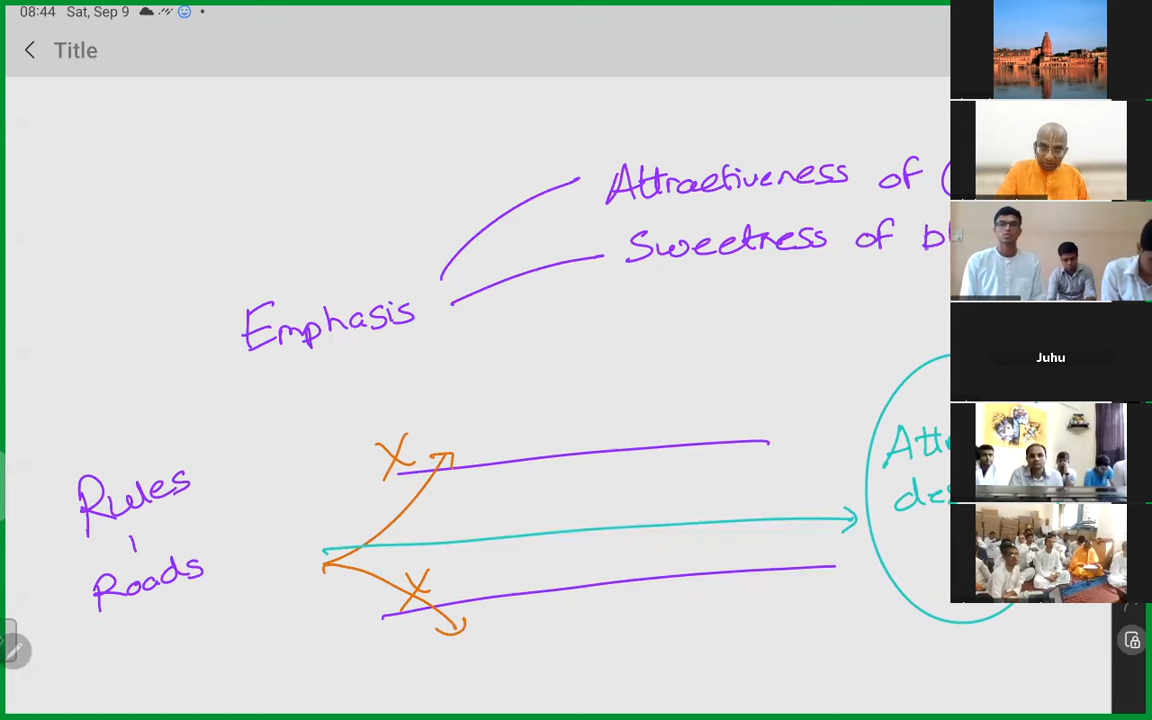 08:44 Sat, Sep 9
Title
Attractiveness of
Sweetness of
Emphasis
Juhu
X
Rules
Roads
X